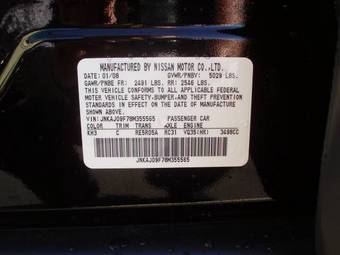 MANUFACTURED BY NISSAN MOTOR CO.,LTD.
DATE: 01/08 GVWR/PNBV: 5029 LBS.
GAWR/PNBE FR: 2491 LBS. RR: 2546 LBS.
THIS VEHICLE CONFORMS TO ALL APPLICABLE FEDERAL
MOTOR VEHICLE SAFETY,BUMPER,AND THEFT PREVENTION
STANDARDS IN EFFECT ON THE DATE OF MANUFACTURE
SHOWN ABOVE.
VIN: JNKAJ09F78M355565 PASSENGER CAR
COLOR TRIM TRANS AXLE ENGINE
KH3 C RE5R05A RC31 VQ35(HR) 3498CC
JNKAJ09F78M355565